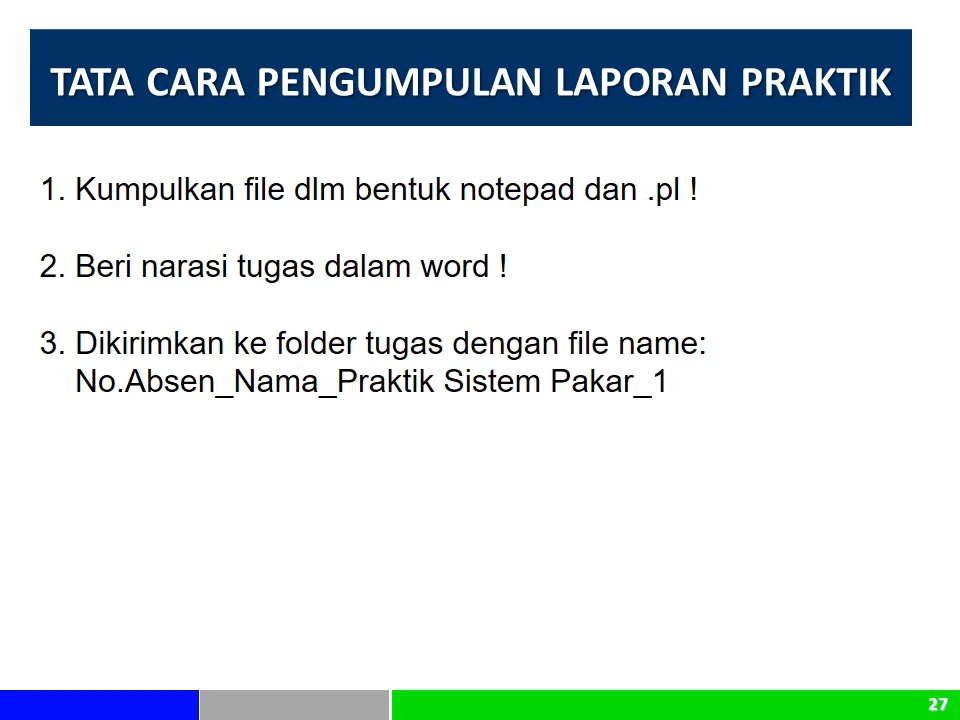 TATA CARA PENGUMPULAN LAPORAN PRAKTIK
1. Kumpulkan file dlm bentuk notepad dan .pl !
2. Beri narasi tugas dalam word !
3. Dikirimkan ke folder tugas dengan file name:
No.Absen_Nama_Praktik Sistem Pakar_1
27